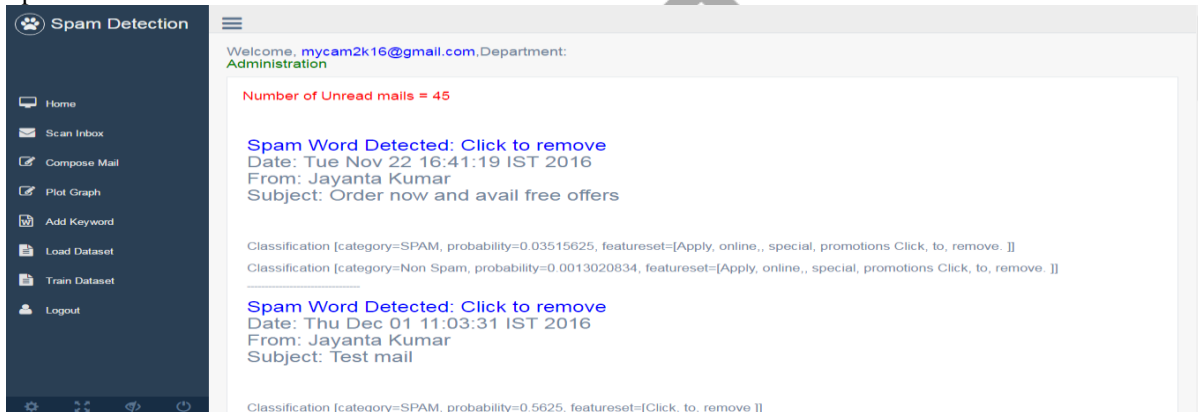 Spam Detection
Welcome, mycam2k16@gmail.com,Department:
Administration
Home
Scan Inbox
Compose Mail
Plot Graph
Add Keyword
Load Dataset
Train Dataset
Logout
Number of Unread mails = 45
Spam Word Detected: Click to remove
Date: Tue Nov 22 16:41:19 IST 2016
From: Jayanta Kumar
Subject: Order now and avail free offers
Classification [category=SPAM, probability=0.03515625, featureset=[Apply, online,, special, promotions Click, to, remove. ]]
Classification [category=Non Spam, probability=0.0013020834, featureset=[Apply, online,, special, promotions Click, to, remove. ]]
Spam Word Detected: Click to remove
Date: Thu Dec 01 11:03:31 IST 2016
From: Jayanta Kumar
Subject: Test mail
Classification [category=SPAM, probability=0.5625, featureset=[Click, to, remove ]]